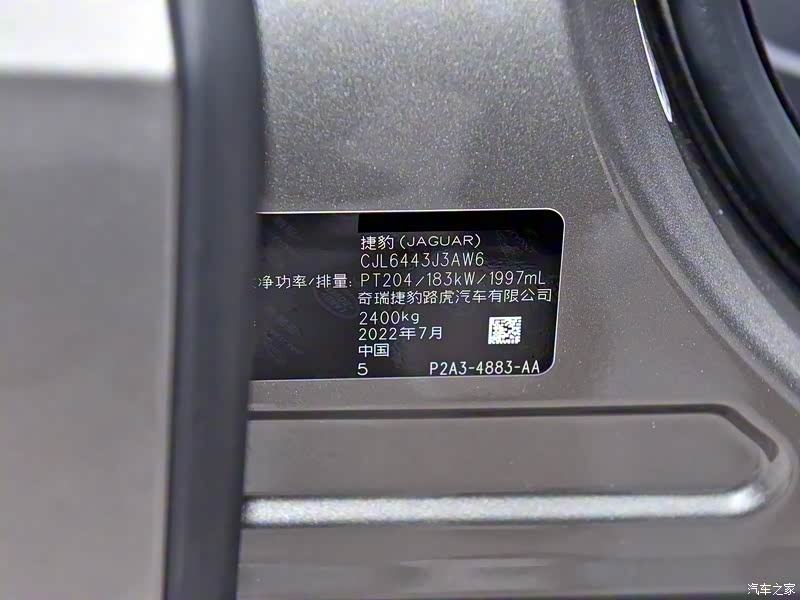 捷豹(JAGUAR)
CJL6443J3AW6
净功率/排量: PT204/183kW/1997mL
奇瑞捷豹路虎汽车有限公司
2400kg
2022年7月
中国
5 P2A3-4883-AA
汽车之家